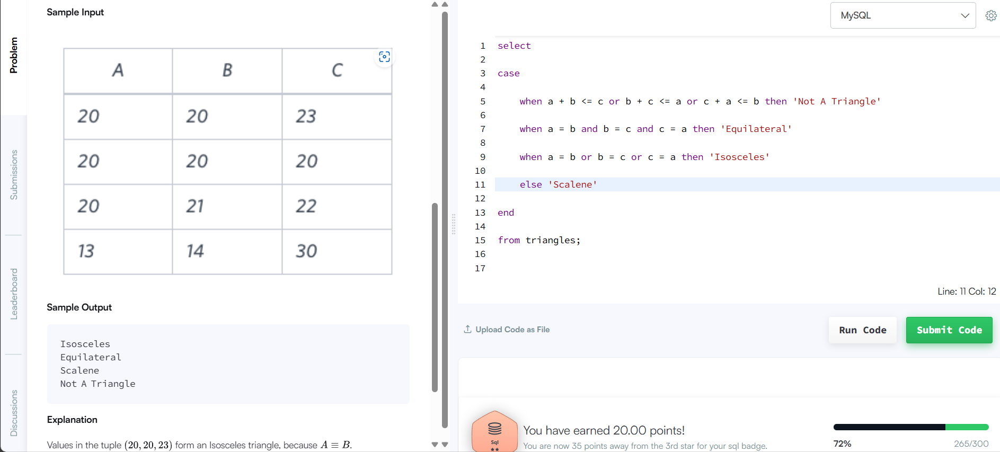 Problem
Submissions
Leaderboard
Discussions
Sample Input
A B C
20 20 23
20 20 20
20 21 22
13 14 30
Sample Output
Isosceles
Equilateral
Scalene
Not A Triangle
Explanation
Values in the tuple (20, 20, 23) form an Isosceles triangle, because A ≡ B.
MySQL
1 select
2
3 case
4
5 when a + b <= c or b + c <= a or c + a <= b then 'Not A Triangle'
6
7 when a = b and b = c and c = a then 'Equilateral'
8
9 when a = b or b = c or c = a then 'Isosceles'
10
11 else 'Scalene'
12
13 end
14
15 from triangles;
16
17
Line: 11 Col: 12
Upload Code as File
Run Code
Submit Code
Sql
You have earned 20.00 points!
You are now 35 points away from the 3rd star for your sql badge.
72% 265/300